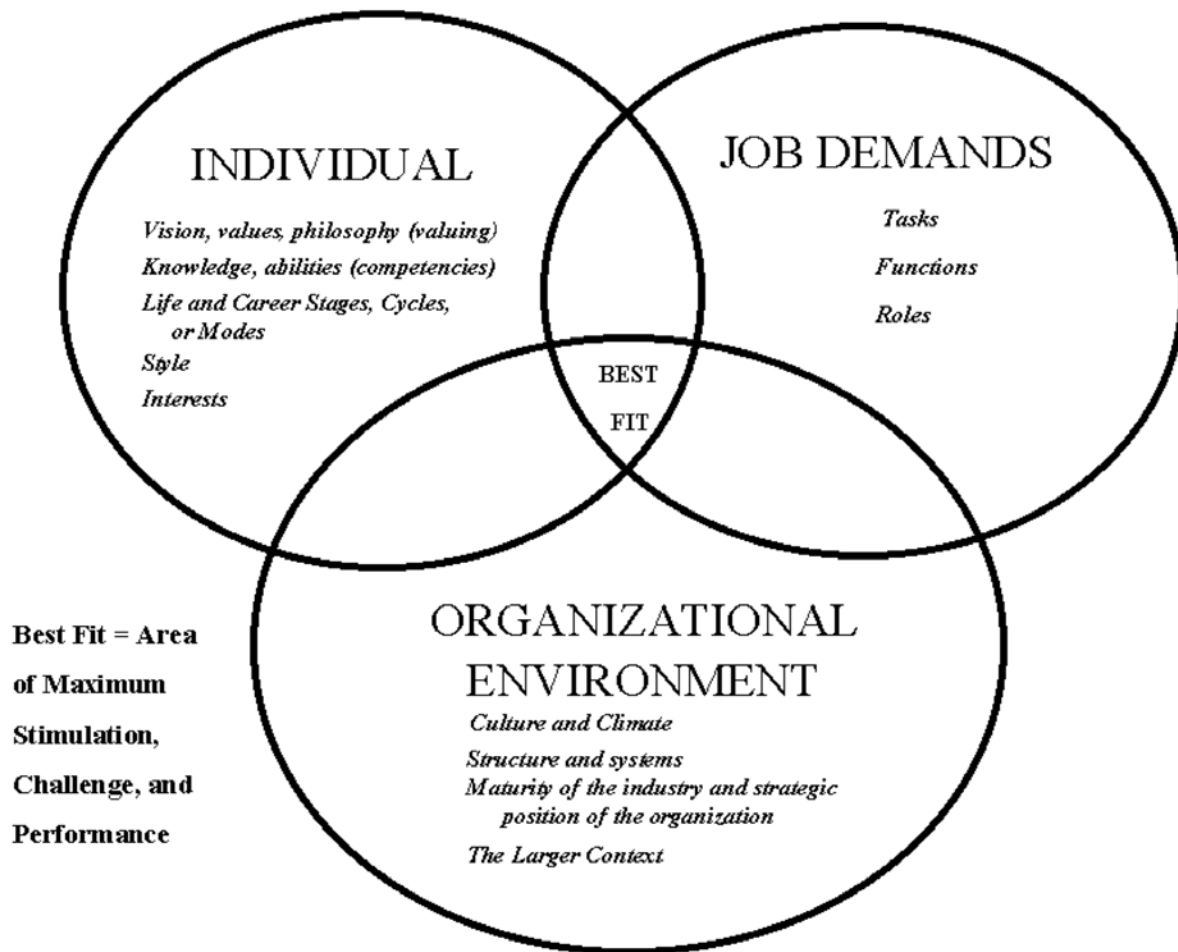 INDIVIDUAL
Vision, values, philosophy (valuing)
Knowledge, abilities (competencies)
Life and Career Stages, Cycles,
or Modes
Style
Interests
JOB DEMANDS
Tasks
Functions
Roles
BEST
FIT
ORGANIZATIONAL
ENVIRONMENT
Culture and Climate
Structure and systems
Maturity of the industry and strategic
position of the organization
The Larger Context
Best Fit = Area
of Maximum
Stimulation,
Challenge, and
Performance